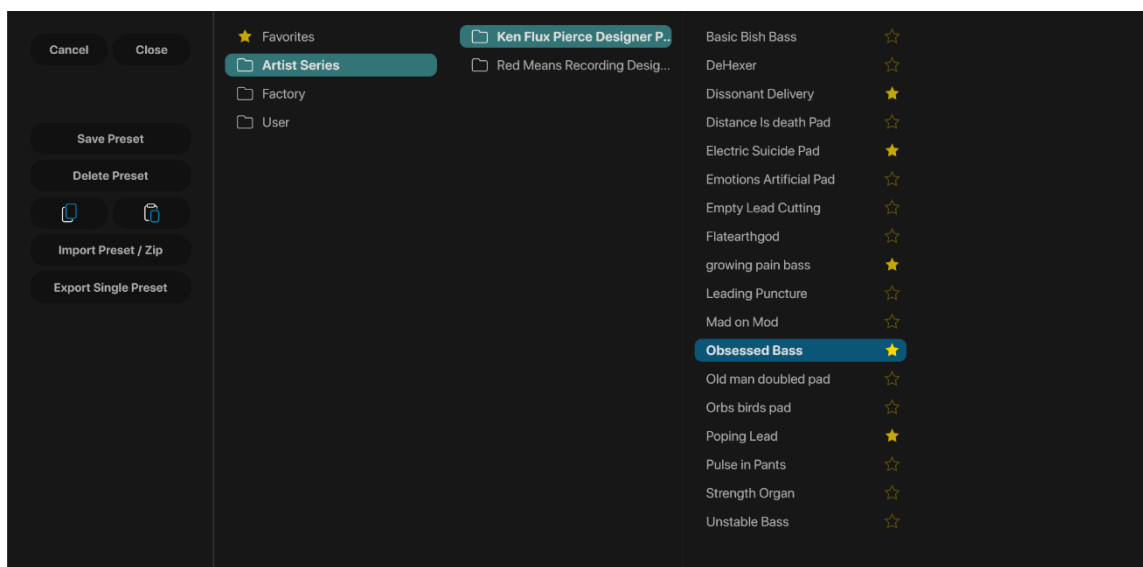 Cancel
Close
Save Preset
Delete Preset
Import Preset / Zip
Export Single Preset
Favorites
Artist Series
Factory
User
Ken Flux Pierce Designer P..
Red Means Recording Desig...
Basic Bish Bass
DeHexer
Dissonant Delivery
Distance Is death Pad
Electric Suicide Pad
Emotions Artificial Pad
Empty Lead Cutting
Flatearthgod
growing pain bass
Leading Puncture
Mad on Mod
Obsessed Bass
Old man doubled pad
Orbs birds pad
Poping Lead
Pulse in Pants
Strength Organ
Unstable Bass